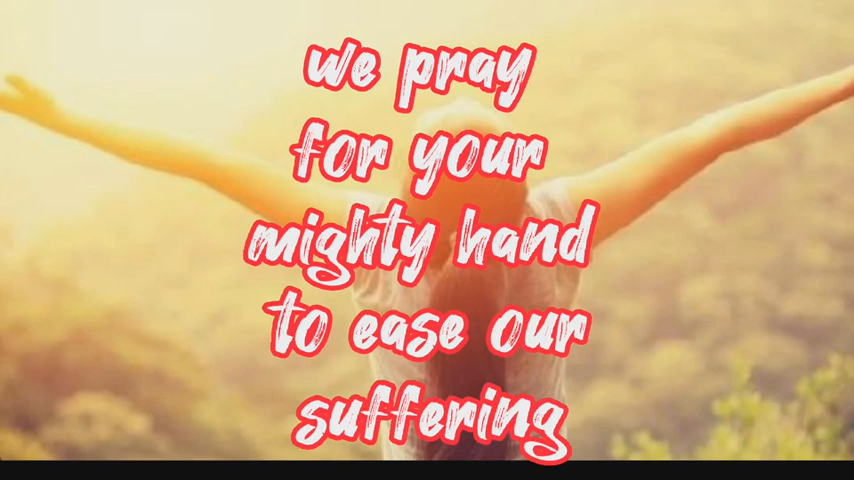 we pray
for your
mighty hand
to ease our
suffering